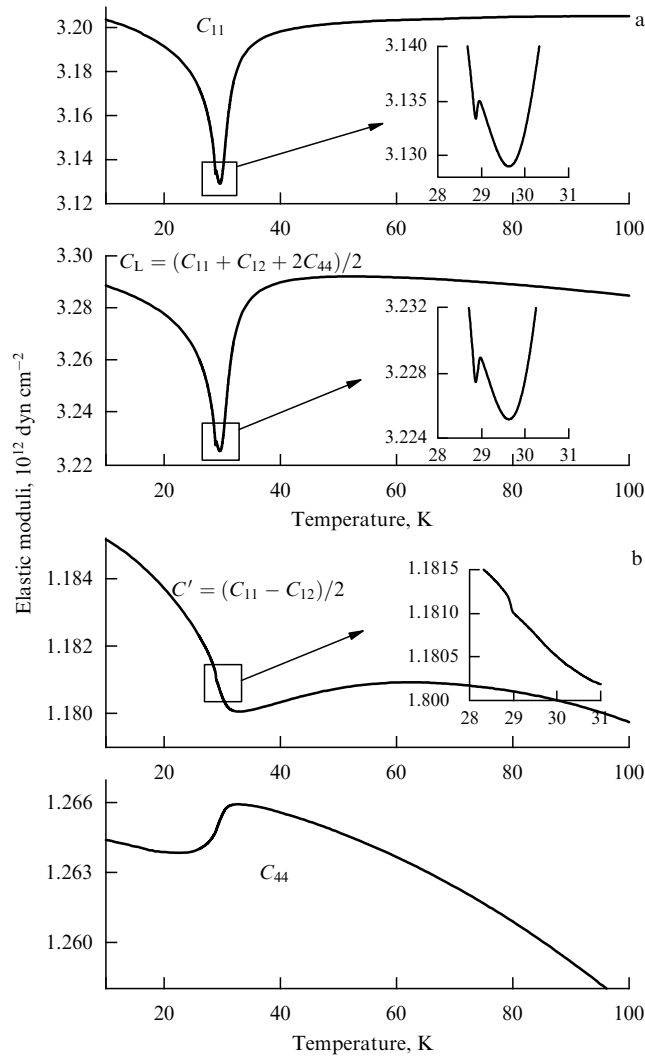 a
C₁₁
3.20
3.18
3.16
3.14
3.12
20 40 60 80 100
3.140
3.135
3.130
28 29 30 31
C_L = (C₁₁ + C₁₂ + 2C₄₄)/2
3.30
3.28
3.26
3.24
3.22
20 40 60 80 100
3.232
3.228
3.224
28 29 30 31
Temperature, K
Elastic moduli, 10¹² dyn cm⁻²
b
C′ = (C₁₁ − C₁₂)/2
1.184
1.182
1.180
20 40 60 80 100
1.1815
1.1810
1.1805
1.800
28 29 30 31
C₄₄
1.266
1.263
1.260
20 40 60 80 100
Temperature, K